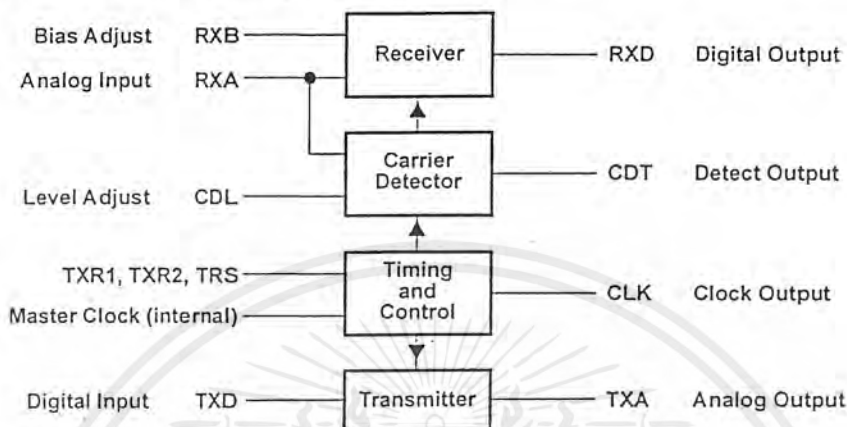 Bias Adjust RXB Receiver RXD Digital Output
Analog Input RXA
Carrier Detector CDT Detect Output
Level Adjust CDL
TXR1, TXR2, TRS Timing and Control CLK Clock Output
Master Clock (internal)
Digital Input TXD Transmitter TXA Analog Output